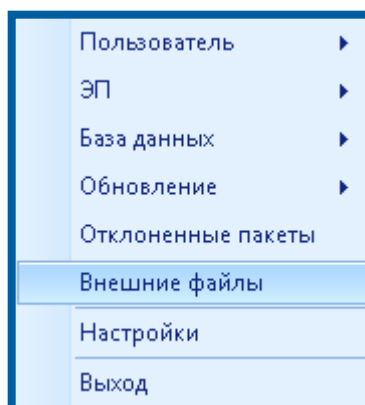 Пользователь
ЭП
База данных
Обновление
Отклоненные пакеты
Внешние файлы
Настройки
Выход